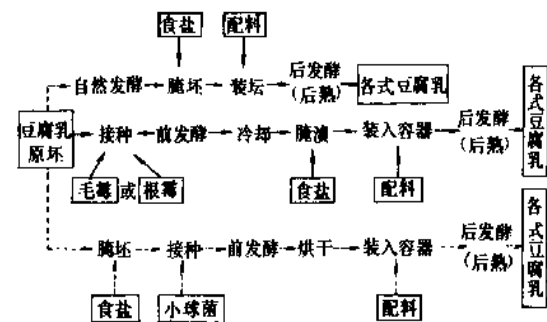 食盐 配料
自然发酵 腌坯 装坛 后发酵 (后熟) 各式豆腐乳
豆腐乳原坯 接种 前发酵 冷却 腌渍 装入容器 后发酵 (后熟) 各式豆腐乳
毛霉 或 根霉 食盐 配料
腌坯 接种 前发酵 烘干 装入容器 后发酵 (后熟) 各式豆腐乳
食盐 小球菌 配料